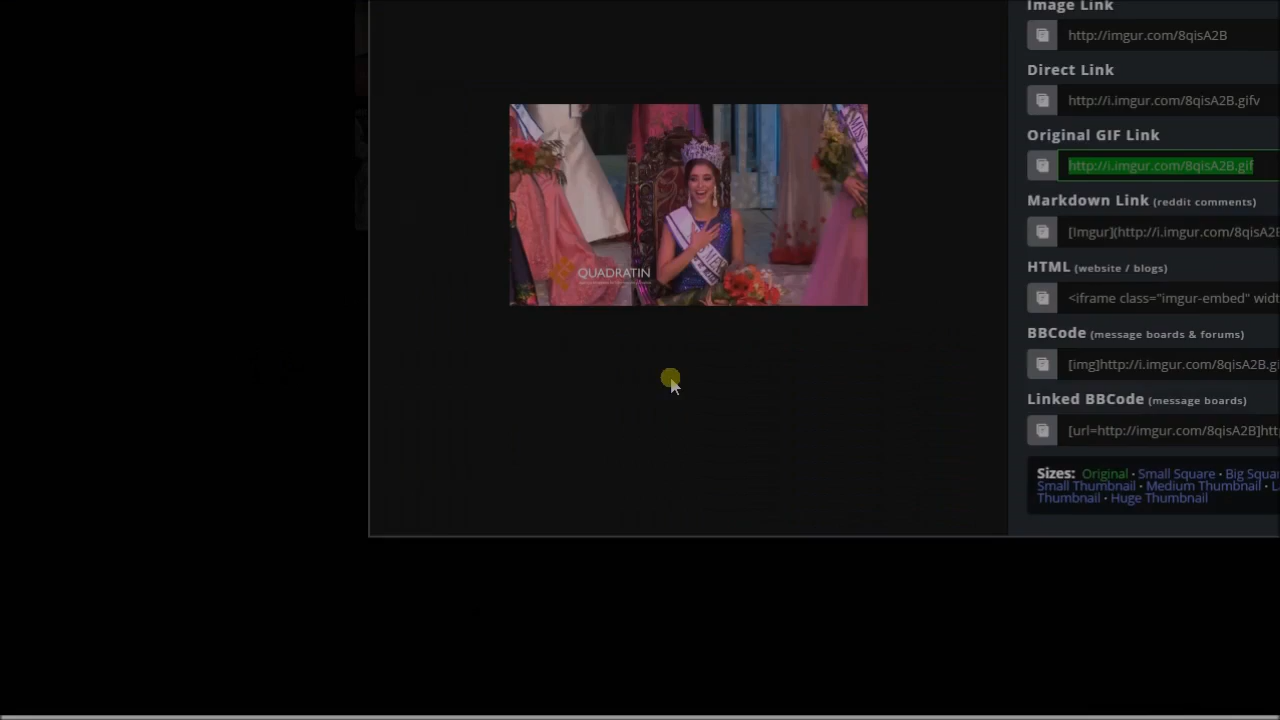 Image Link
http://imgur.com/8qisA2B
Direct Link
http://i.imgur.com/8qisA2B.gifv
Original GIF Link
http://i.imgur.com/8qisA2B.gif
Markdown Link (reddit comments)
[Imgur](http://i.imgur.com/8qisA2B
HTML (website / blogs)
<iframe class="imgur-embed" widt
BBCode (message boards & forums)
[img]http://i.imgur.com/8qisA2B.gi
Linked BBCode (message boards)
[url=http://imgur.com/8qisA2B]htt
Sizes: Original • Small Square • Big Squar
Small Thumbnail • Medium Thumbnail • L
Thumbnail • Huge Thumbnail
QUADRATIN
MISS